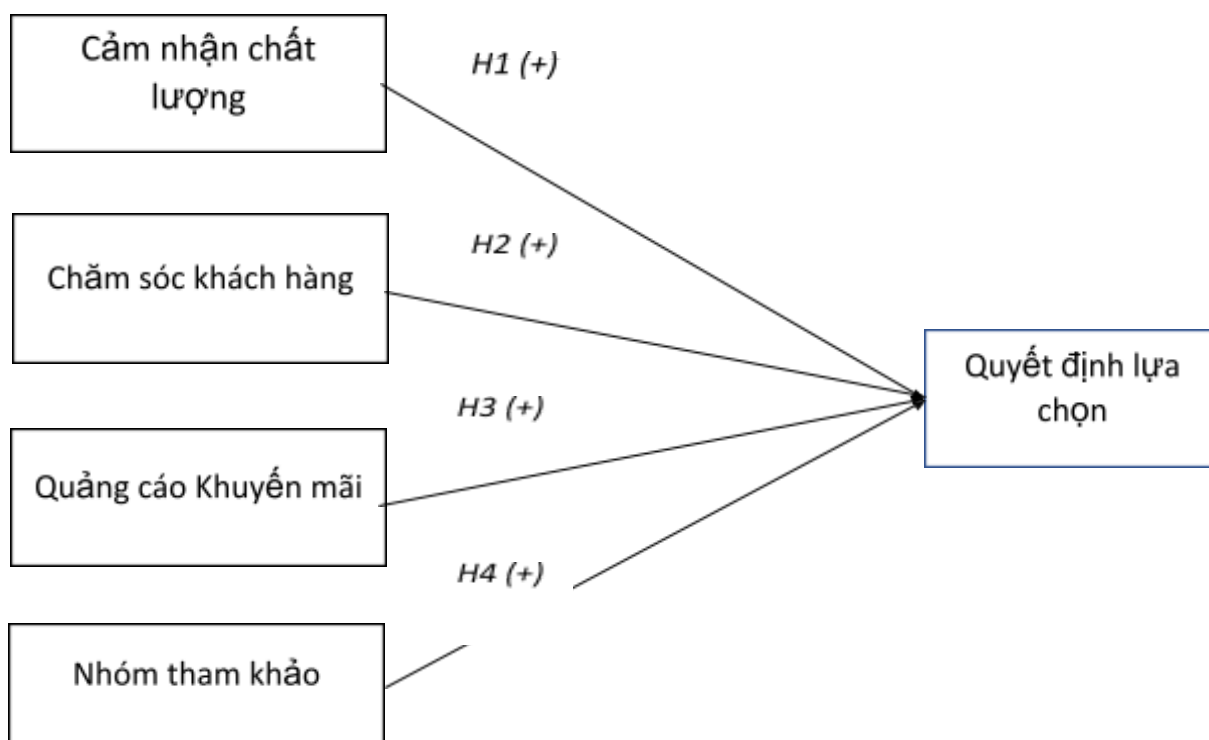 Cảm nhận chất
lượng
H1 (+)
Chăm sóc khách hàng
H2 (+)
Quảng cáo Khuyến mãi
H3 (+)
Nhóm tham khảo
H4 (+)
Quyết định lựa
chọn